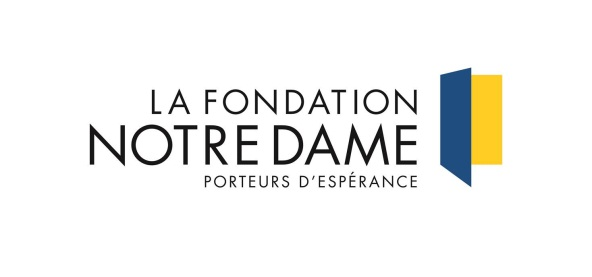 LA FONDATION
NOTRE DAME
PORTEURS D’ESPÉRANCE